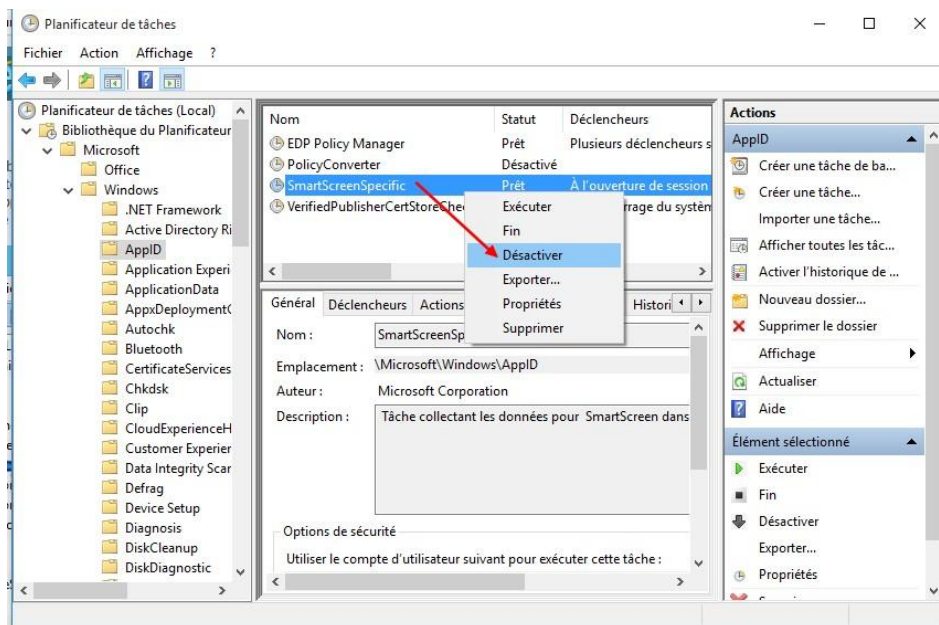 Planificateur de tâches
Fichier Action Affichage ?
Planificateur de tâches (Local)
Bibliothèque du Planificateur
Microsoft
Office
Windows
.NET Framework
Active Directory Ri
AppID
Application Experi
ApplicationData
AppxDeployment
Autochk
Bluetooth
CertificateServices
Chkdsk
Clip
CloudExperienceH
Customer Experier
Data Integrity Scar
Defrag
Device Setup
Diagnosis
DiskCleanup
DiskDiagnostic
Nom Statut Déclencheurs
EDP Policy Manager Prêt Plusieurs déclencheurs s
PolicyConverter Désactivé
SmartScreenSpecific Prêt À l'ouverture de session
VerifiedPublisherCertStoreChe rrage du systèm
Exécuter
Fin
Désactiver
Exporter...
Propriétés
Supprimer
Général Déclencheurs Actions Histori
Nom : SmartScreenSp
Emplacement : \Microsoft\Windows\AppID
Auteur : Microsoft Corporation
Description : Tâche collectant les données pour SmartScreen dans
Options de sécurité
Utiliser le compte d'utilisateur suivant pour exécuter cette tâche :
Actions
AppID
Créer une tâche de ba...
Créer une tâche...
Importer une tâche...
Afficher toutes les tâc...
Activer l'historique de ...
Nouveau dossier...
Supprimer le dossier
Affichage
Actualiser
Aide
Élément sélectionné
Exécuter
Fin
Désactiver
Exporter...
Propriétés